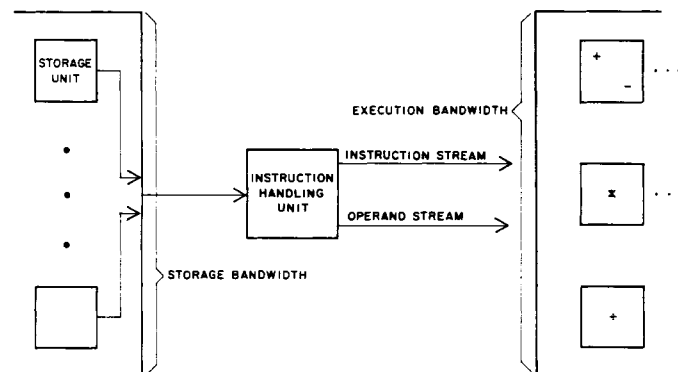 STORAGE
UNIT
EXECUTION BANDWIDTH
+
-
INSTRUCTION STREAM
INSTRUCTION
HANDLING
UNIT
OPERAND STREAM
STORAGE BANDWIDTH
+